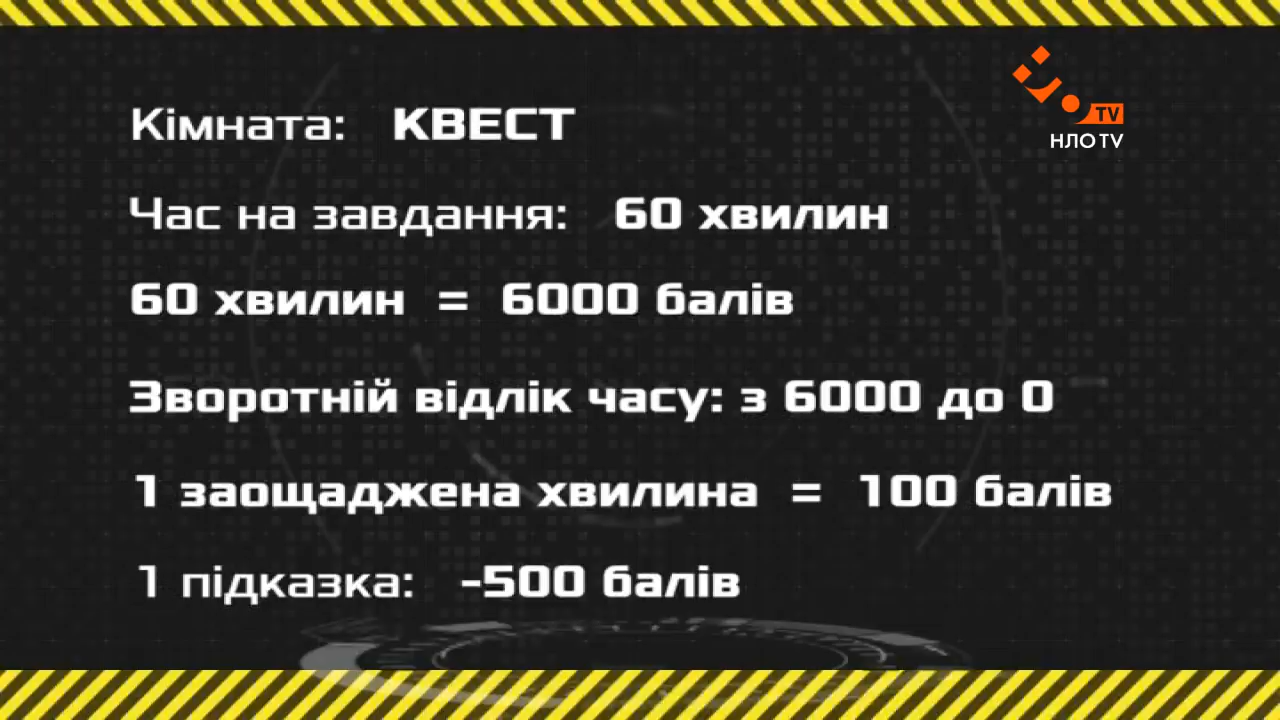 Кімната: КВЕСТ
TV
НЛО TV
Час на завдання: 60 хвилин
60 хвилин = 6000 балів
Зворотній відлік часу: з 6000 до 0
1 заощаджена хвилина = 100 балів
1 підказка: -500 балів